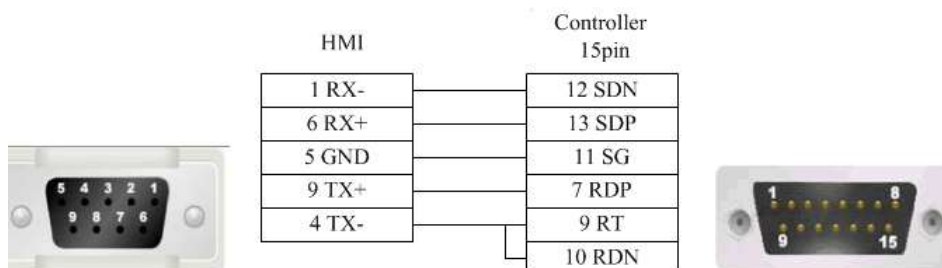 HMI
Controller
15pin
1 RX-
12 SDN
6 RX+
13 SDP
5 GND
11 SG
9 TX+
7 RDP
4 TX-
9 RT
10 RDN
5 4 3 2 1
9 8 7 6
1 8
9 15